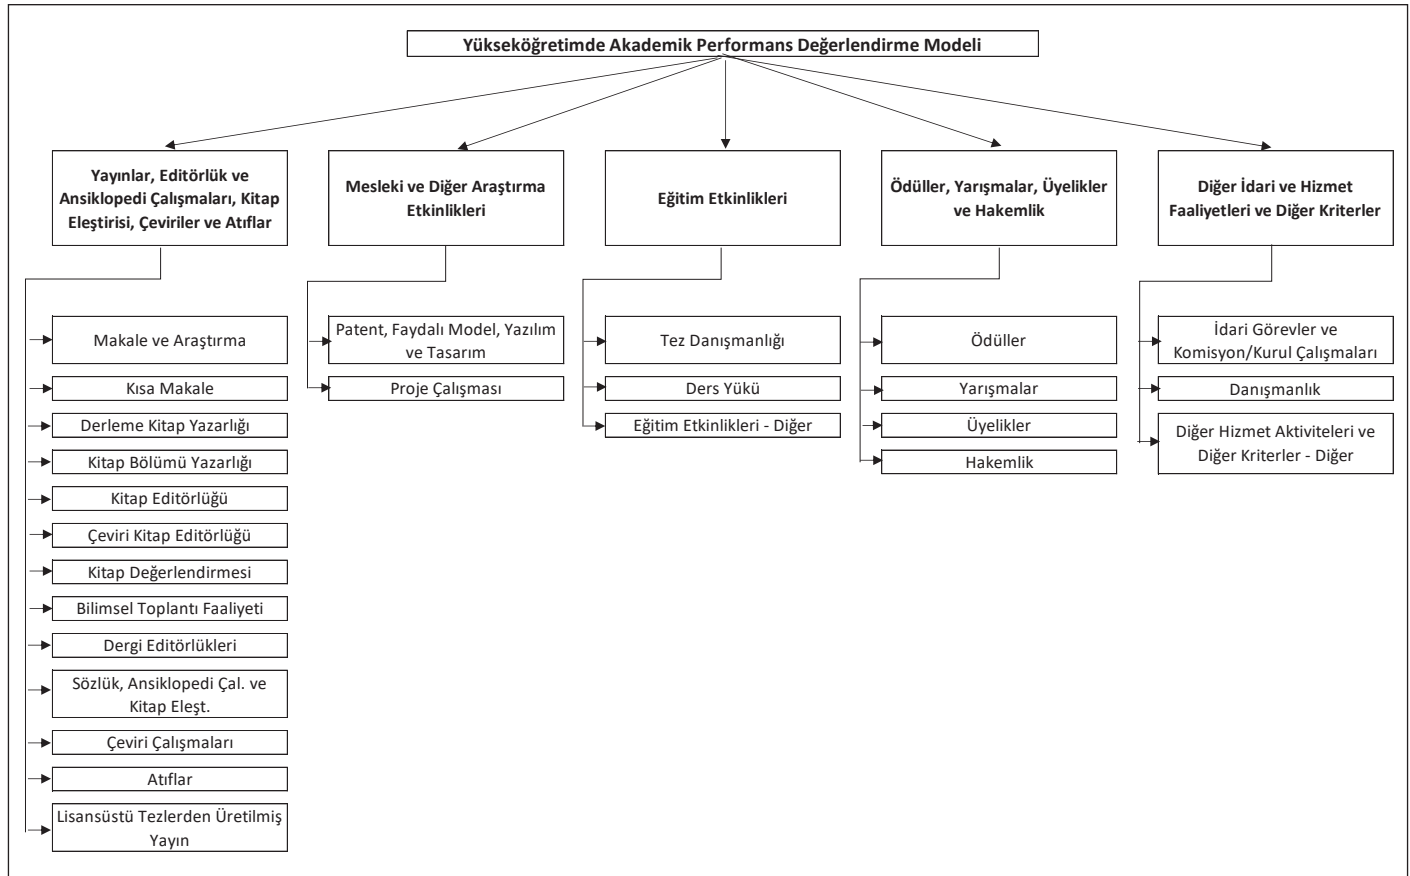 Yükseköğretimde Akademik Performans Değerlendirme Modeli
Yayınlar, Editörlük ve
Ansiklopedi Çalışmaları, Kitap
Eleştirisi, Çeviriler ve Atıflar
Makale ve Araştırma
Kısa Makale
Derleme Kitap Yazarlığı
Kitap Bölümü Yazarlığı
Kitap Editörlüğü
Çeviri Kitap Editörlüğü
Kitap Değerlendirmesi
Bilimsel Toplantı Faaliyeti
Dergi Editörlükleri
Sözlük, Ansiklopedi Çal. ve
Kitap Eleşt.
Çeviri Çalışmaları
Atıflar
Lisansüstü Tezlerden Üretilmiş
Yayın
Mesleki ve Diğer Araştırma
Etkinlikleri
Patent, Faydalı Model, Yazılım
ve Tasarım
Proje Çalışması
Eğitim Etkinlikleri
Tez Danışmanlığı
Ders Yükü
Eğitim Etkinlikleri - Diğer
Ödüller, Yarışmalar, Üyelikler
ve Hakemlik
Ödüller
Yarışmalar
Üyelikler
Hakemlik
Diğer İdari ve Hizmet
Faaliyetleri ve Diğer Kriterler
İdari Görevler ve
Komisyon/Kurul Çalışmaları
Danışmanlık
Diğer Hizmet Aktiviteleri ve
Diğer Kriterler - Diğer